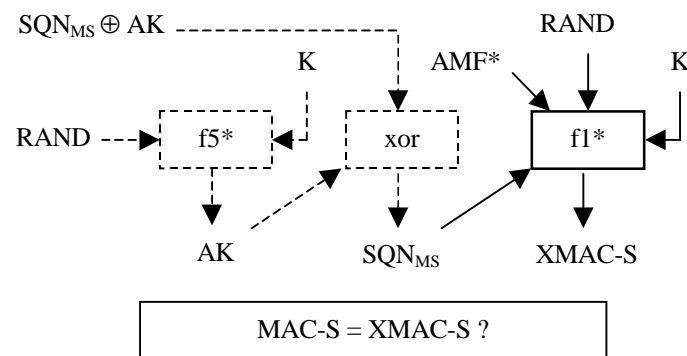 SQN_MS ⊕ AK
RAND
K
AMF*
K
RAND
f5*
xor
f1*
AK
SQN_MS
XMAC-S
MAC-S = XMAC-S ?